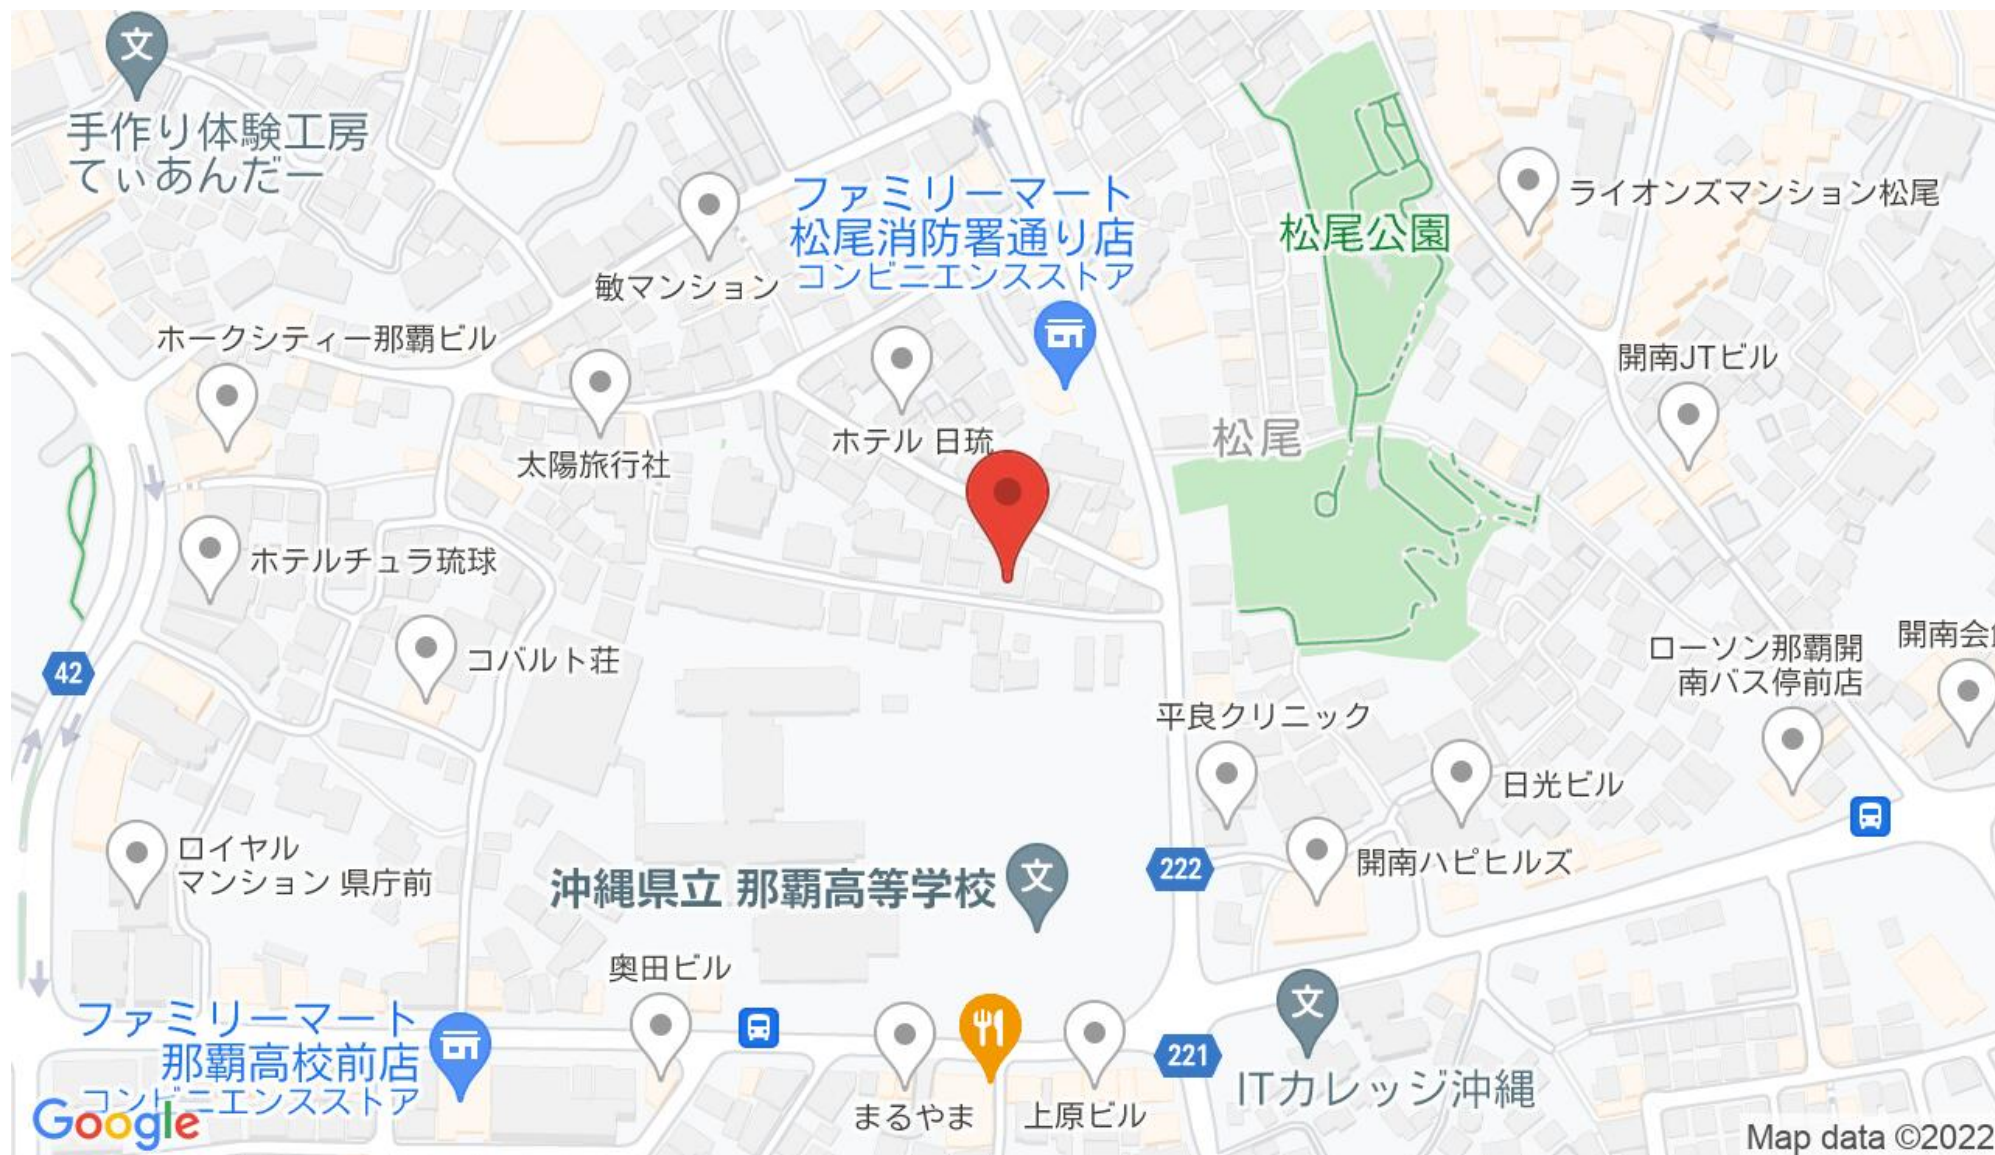 文
手作り体験工房
てぃあんだー
ファミリーマート
松尾消防署通り店
コンビニエンスストア
ライオンズマンション松尾
松尾公園
敏マンション
ホークシティー那覇ビル
開南JTビル
太陽旅行社
ホテル 日琉
松尾
ホテルチュラ琉球
コバルト荘
42
ローソン那覇開
南バス停前店
開南会
平良クリニック
日光ビル
ロイヤル
マンション 県庁前
222
開南ハピヒルズ
沖縄県立 那覇高等学校
文
奥田ビル
文
ファミリーマート
那覇高校前店
コンビニエンスストア
221
ITカレッジ沖縄
まるやま
上原ビル
Google
Map data ©2022